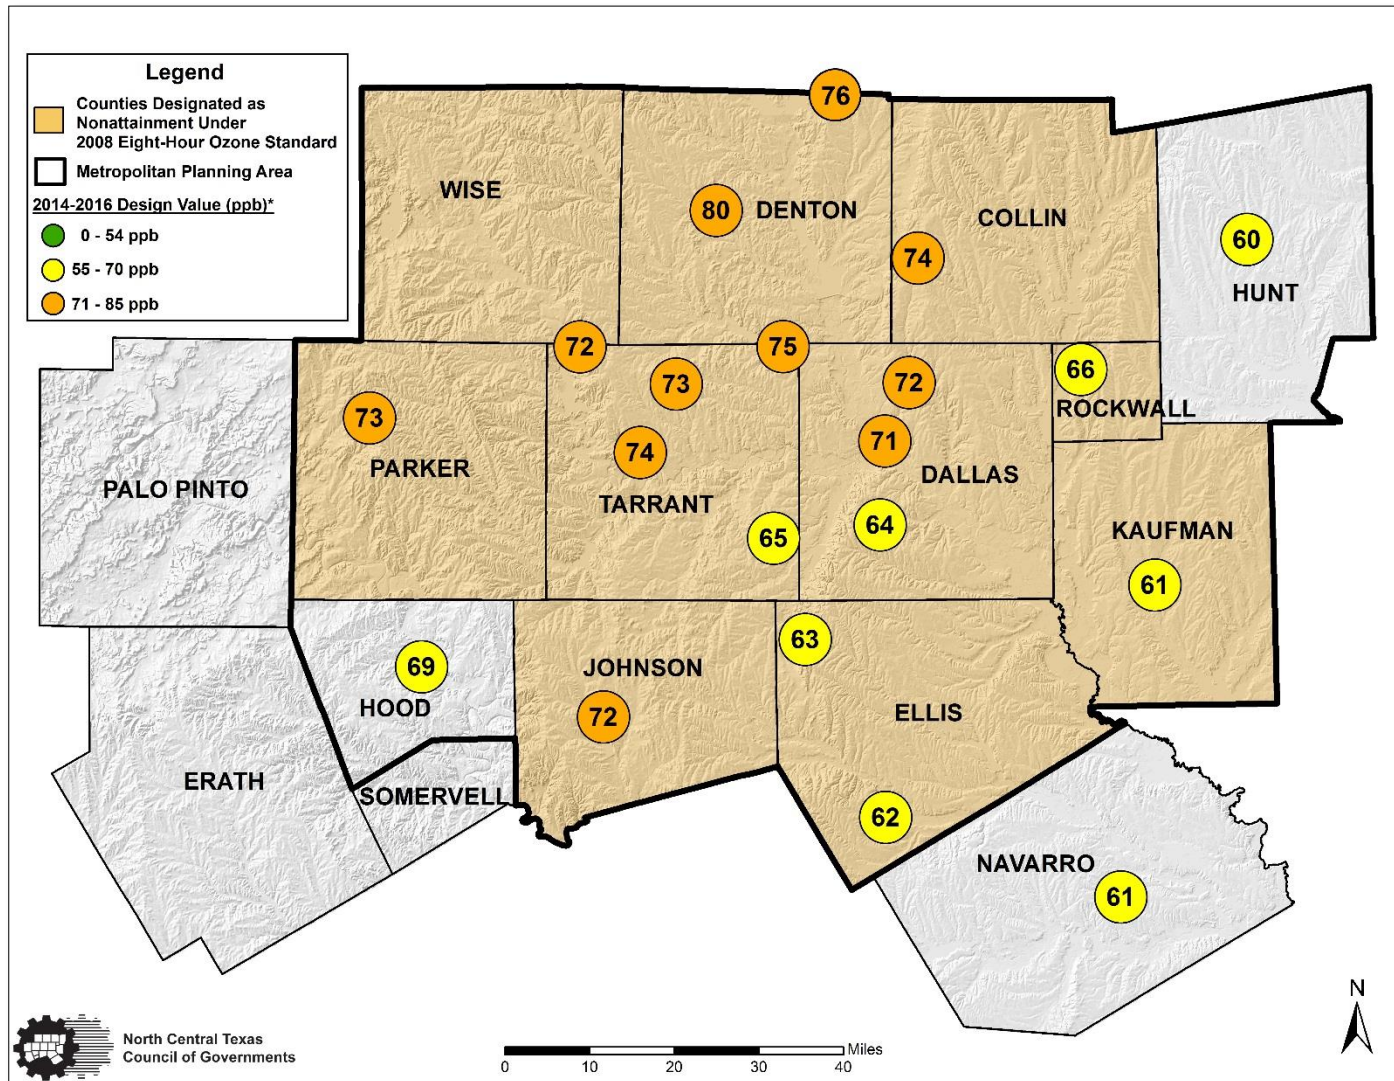 Legend
Counties Designated as
Nonattainment Under
2008 Eight-Hour Ozone Standard
Metropolitan Planning Area
2014-2016 Design Value (ppb)*
0 - 54 ppb
55 - 70 ppb
71 - 85 ppb
76
WISE
80
DENTON
COLLIN
74
60
HUNT
72
75
73
72
66
ROCKWALL
73
74
71
PARKER
TARRANT
DALLAS
PALO PINTO
65
64
KAUFMAN
61
69
HOOD
JOHNSON
72
63
ELLIS
ERATH
SOMERVELL
62
NAVARRO
61
N
North Central Texas
Council of Governments
Miles
0 10 20 30 40